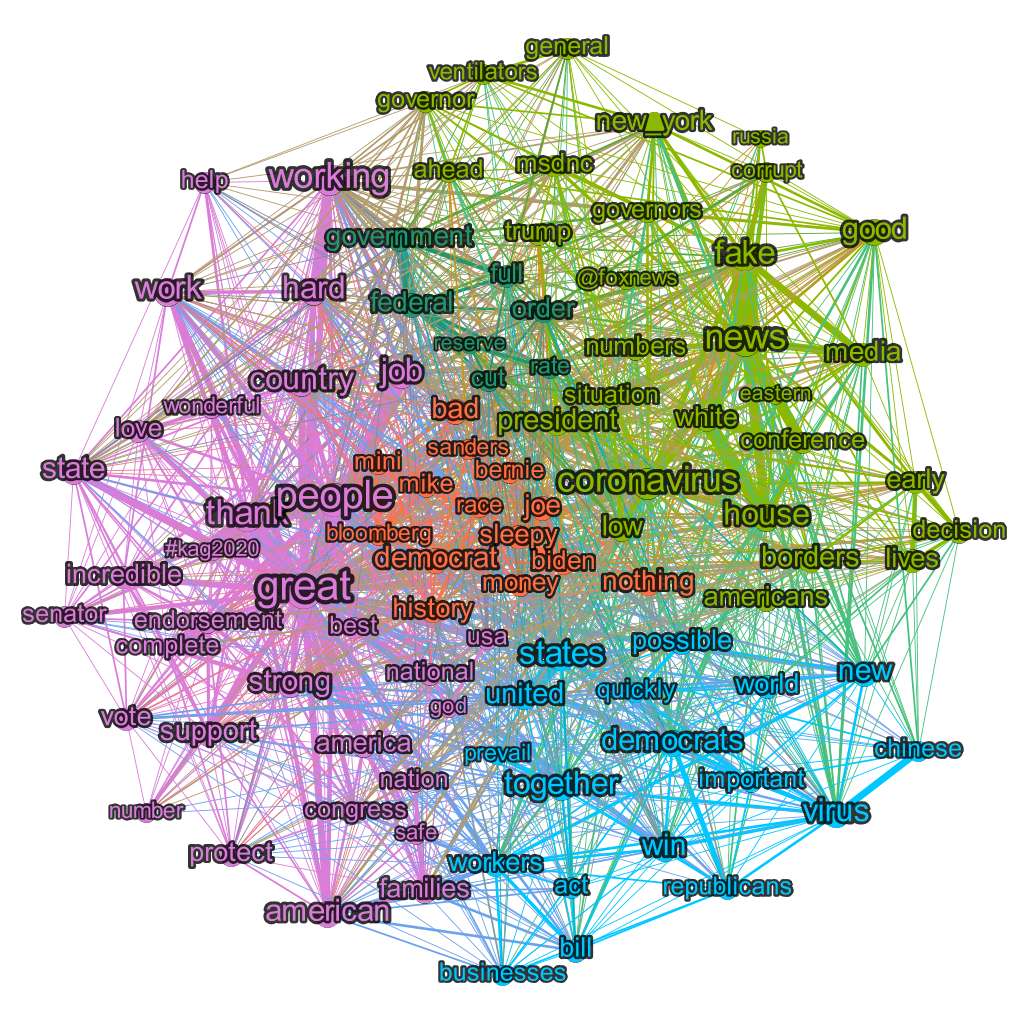 general
ventilators
governor
new_york
russia
ahead
msdnc
corrupt
help
working
governors
good
government
trump
fake
work
hard
federal
full
@foxnews
order
news
reserve
numbers
media
country
job
cut
rate
situation
eastern
wonderful
love
bad
president
white
conference
state
mini
sanders
bernie
coronavirus
early
people
mike
thank
race
joe
low
house
decision
#kag2020
bloomberg
sleepy
incredible
democrat
biden
borders
lives
great
money
nothing
americans
senator
endorsement
best
history
complete
usa
possible
strong
national
states
new
vote
support
god
united
quickly
world
america
prevail
democrats
chinese
nation
together
important
number
congress
virus
safe
protect
workers
win
families
act
republicans
american
bill
businesses